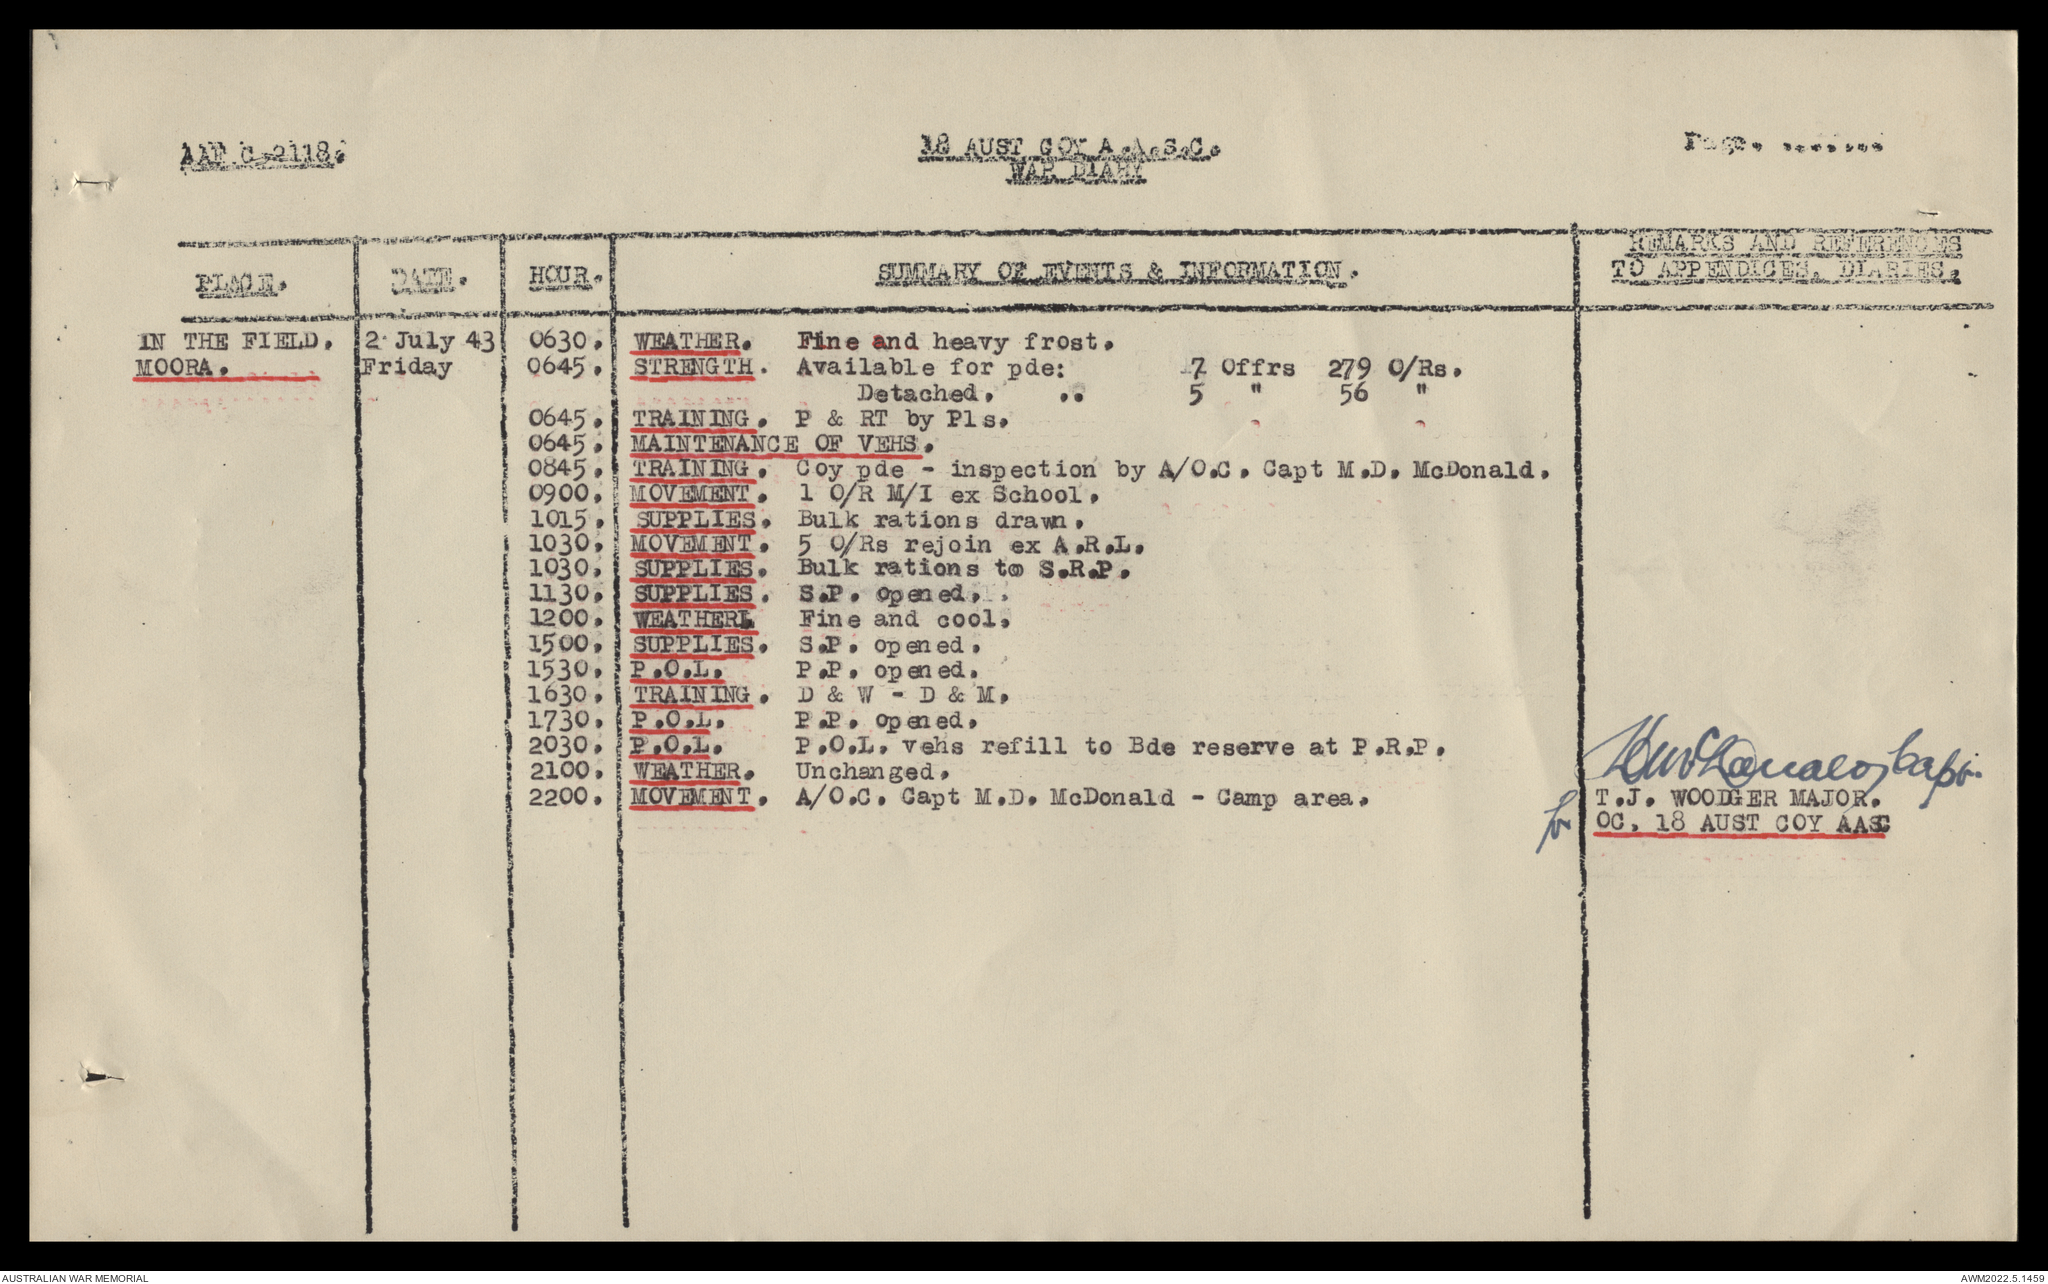 AAF C.2118.
18 AUST COY A.A.S.C.
WAR DIARY
Page. ........
PLACE.
DATE.
HOUR.
SUMMARY OF EVENTS & INFORMATION.
REMARKS AND REFERENCES
TO APPENDICES, DIARIES.
IN THE FIELD. 2 July 43 0630. WEATHER. Fine and heavy frost.
MOORA. Friday 0645. STRENGTH. Available for pde: 7 Offrs 279 O/Rs.
Detached. .. 5 " 56 "
0645. TRAINING. P & RT by Pls.
0645. MAINTENANCE OF VEHS.
0845. TRAINING. Coy pde - inspection by A/O.C. Capt M.D. McDonald.
0900. MOVEMENT. 1 O/R M/I ex School.
1015. SUPPLIES. Bulk rations drawn.
1030. MOVEMENT. 5 O/Rs rejoin ex A.R.L.
1030. SUPPLIES. Bulk rations to S.R.P.
1130. SUPPLIES. S.P. opened.
1200. WEATHER. Fine and cool.
1500. SUPPLIES. S.P. opened.
1530. P.O.L. P.P. opened.
1630. TRAINING. D & W - D & M.
1730. P.O.L. P.P. opened.
2030. P.O.L. P.O.L. vehs refill to Bde reserve at P.R.P.
2100. WEATHER. Unchanged.
2200. MOVEMENT. A/O.C. Capt M.D. McDonald - Camp area.
Capt.
for T.J. WOODGER MAJOR.
OC, 18 AUST COY AASC
AUSTRALIAN WAR MEMORIAL
AWM2022.5.1459